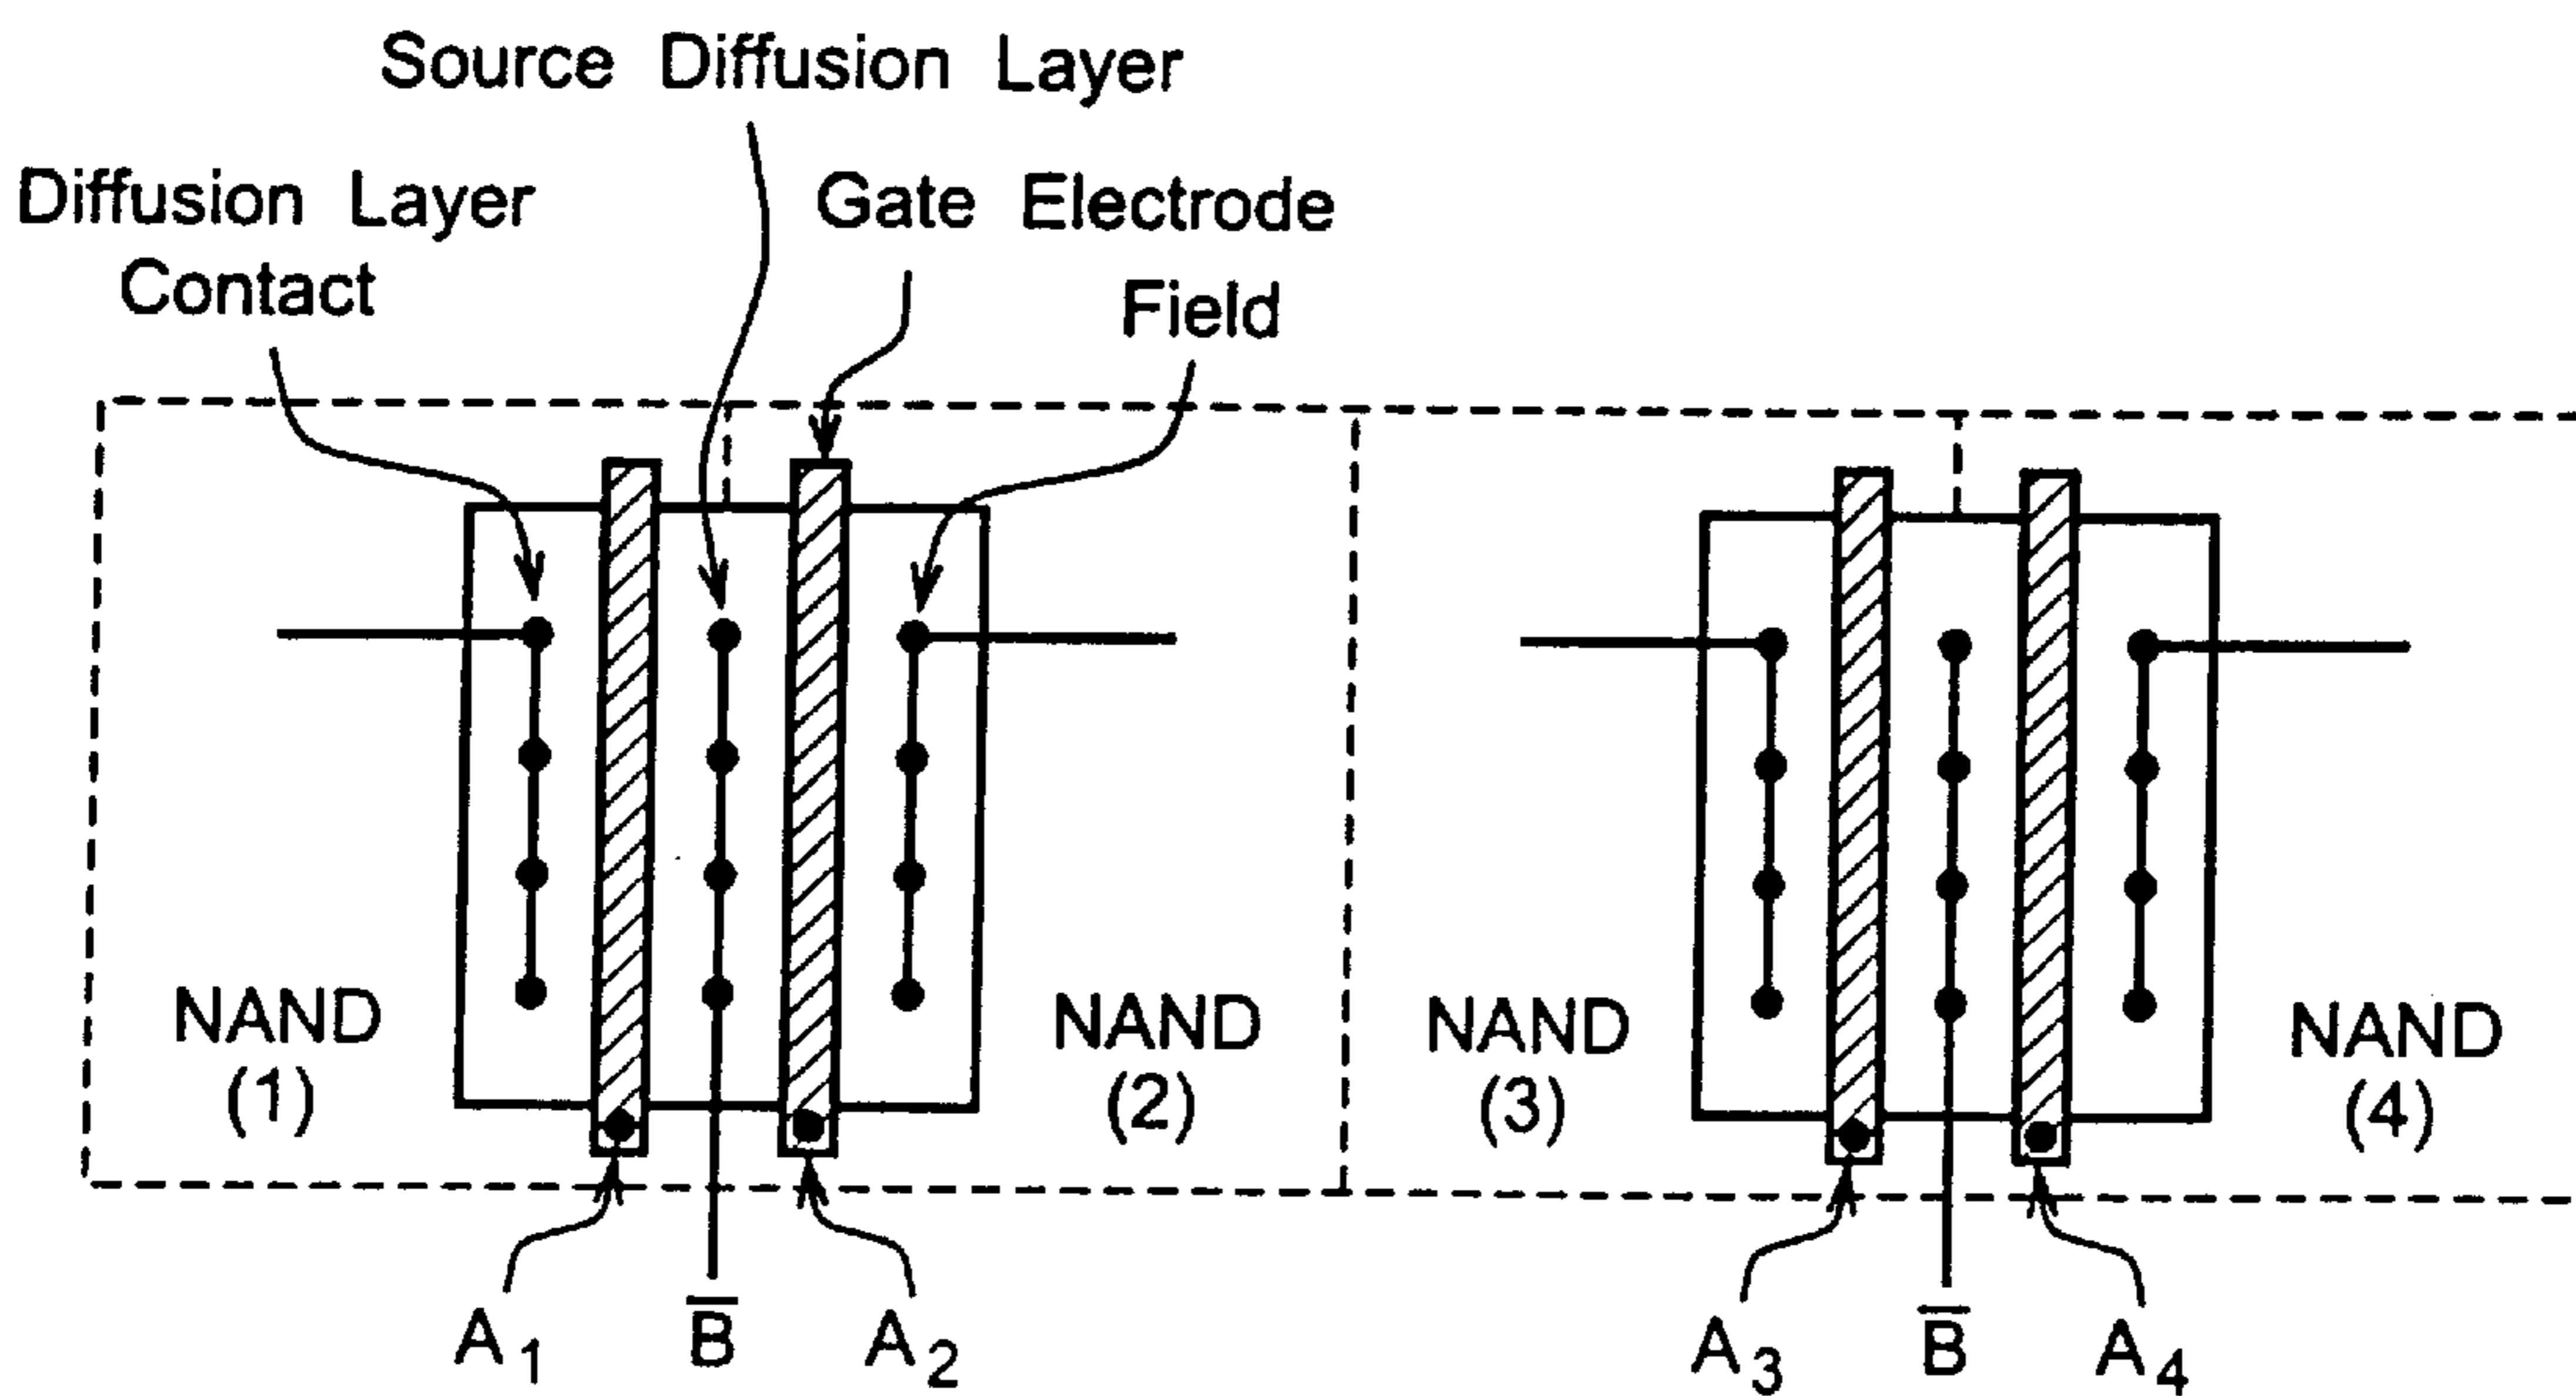 Source Diffusion Layer
Diffusion Layer
Contact
Gate Electrode
Field
NAND
(1)
NAND
(2)
NAND
(3)
NAND
(4)
A₁
B̅
A₂
A₃
B̅
A₄